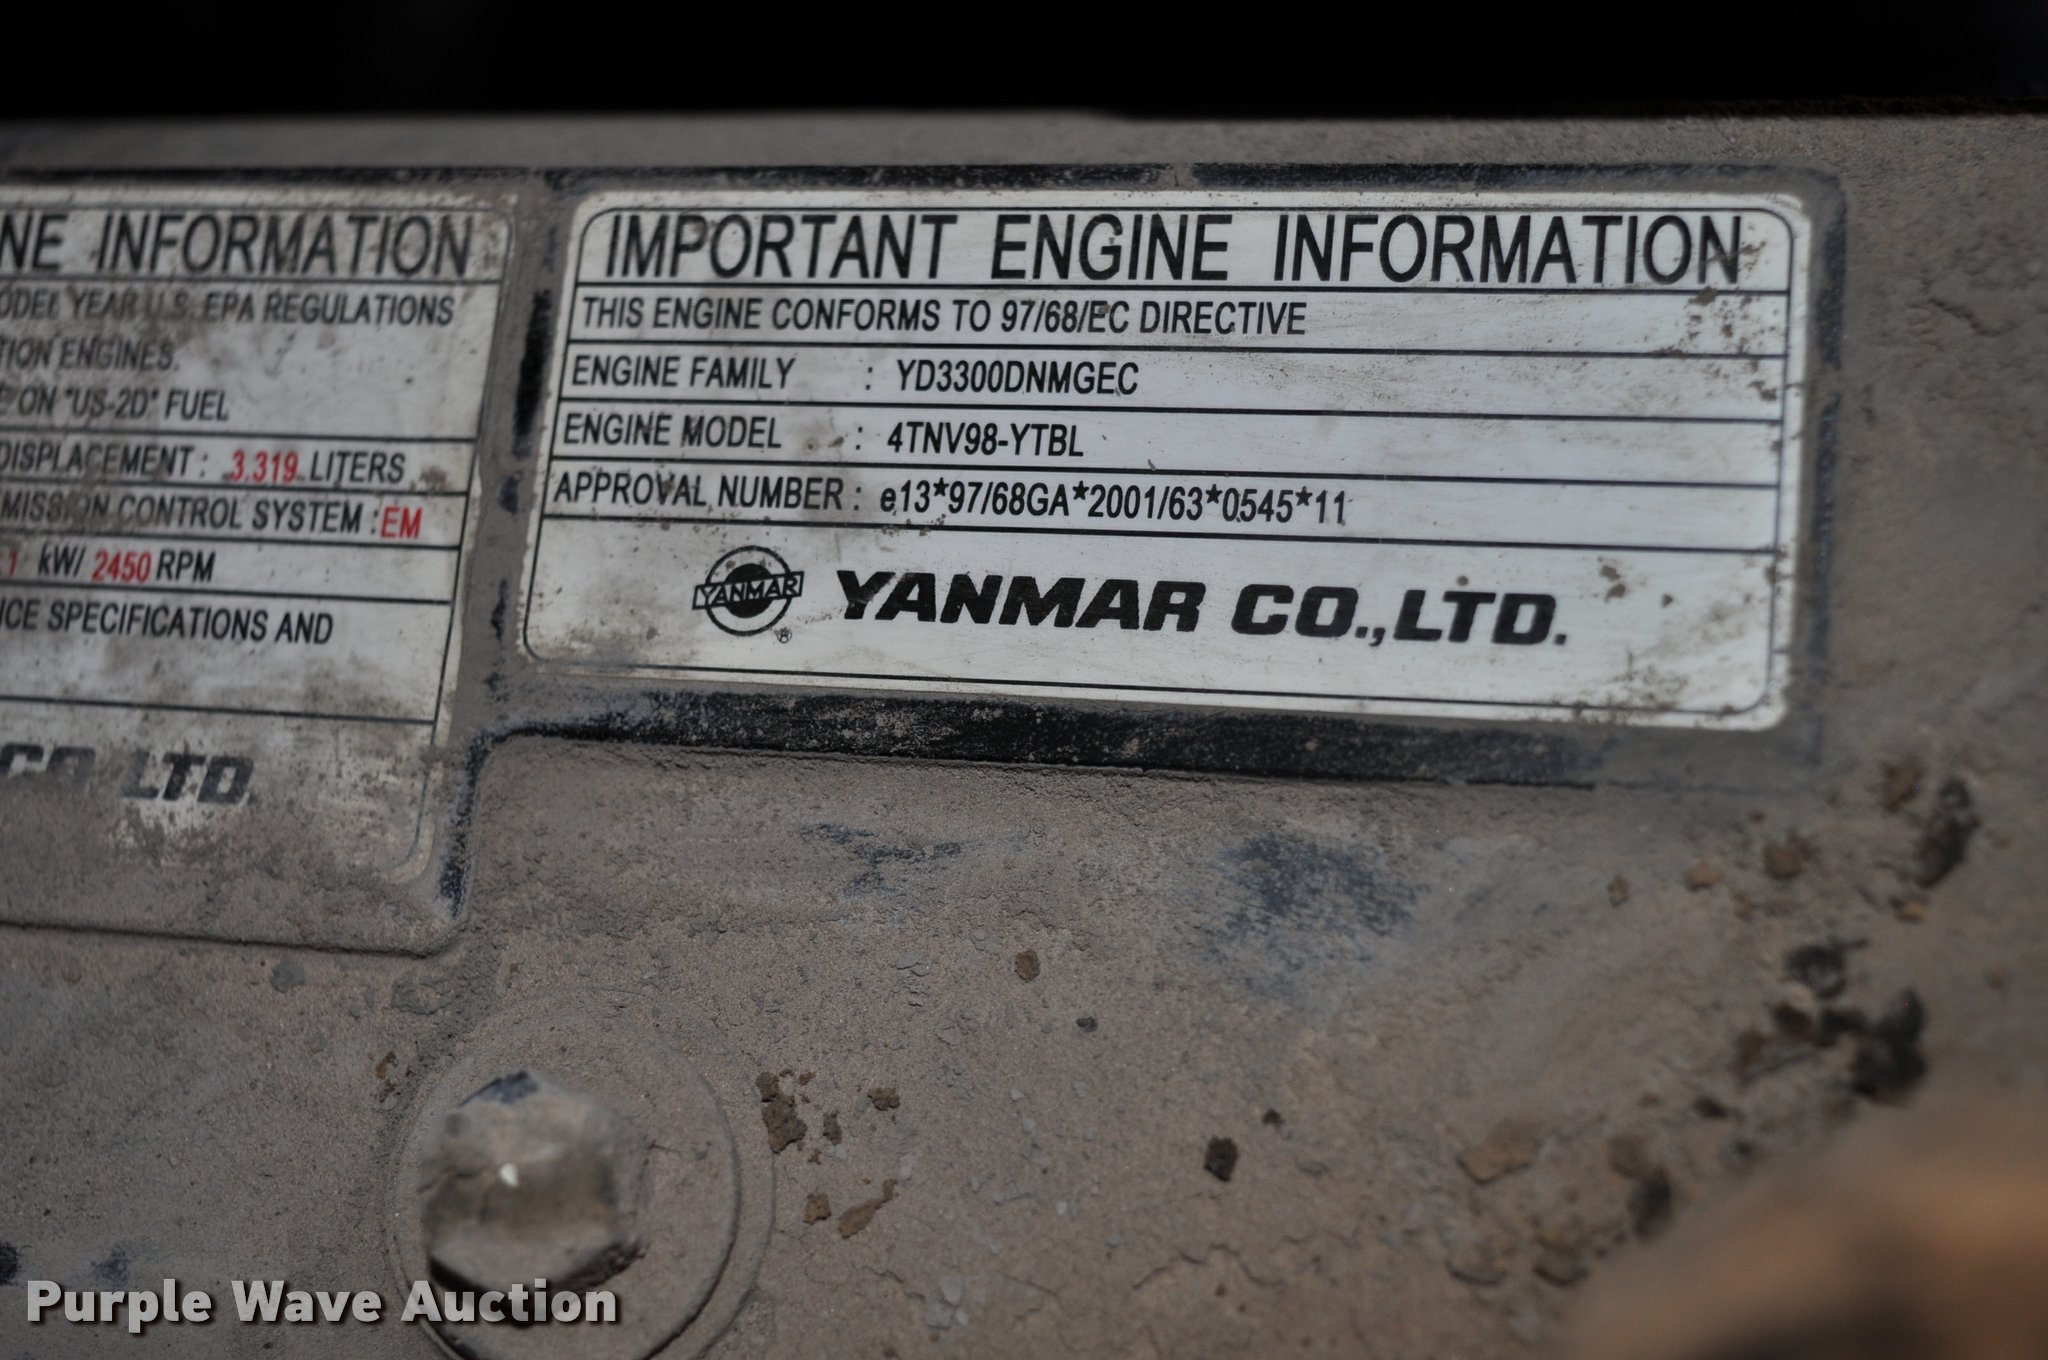 NE INFORMATION
ODEL YEAR U.S. EPA REGULATIONS
TION ENGINES.
ON "US-2D" FUEL
DISPLACEMENT : 3.319 LITERS
MISSION CONTROL SYSTEM : EM
1 kW/ 2450 RPM
ICE SPECIFICATIONS AND
CO., LTD.
IMPORTANT ENGINE INFORMATION
THIS ENGINE CONFORMS TO 97/68/EC DIRECTIVE
ENGINE FAMILY : YD3300DNMGEC
ENGINE MODEL : 4TNV98-YTBL
APPROVAL NUMBER : e13*97/68GA*2001/63*0545*11
YANMAR ® YANMAR CO.,LTD.
Purple Wave Auction